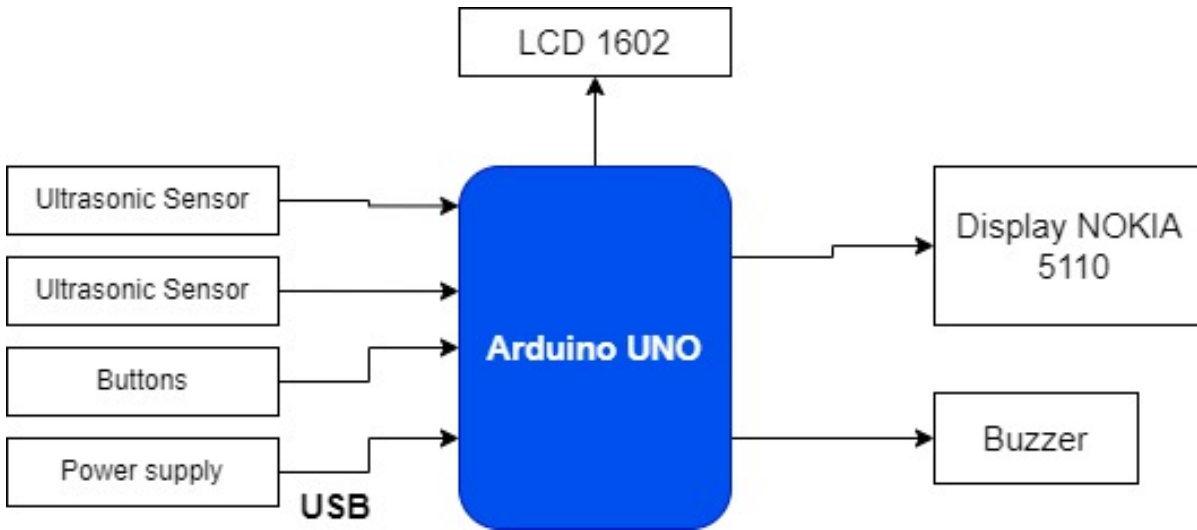 LCD 1602
Ultrasonic Sensor
Ultrasonic Sensor
Buttons
Power supply
USB
Arduino UNO
Display NOKIA
5110
Buzzer